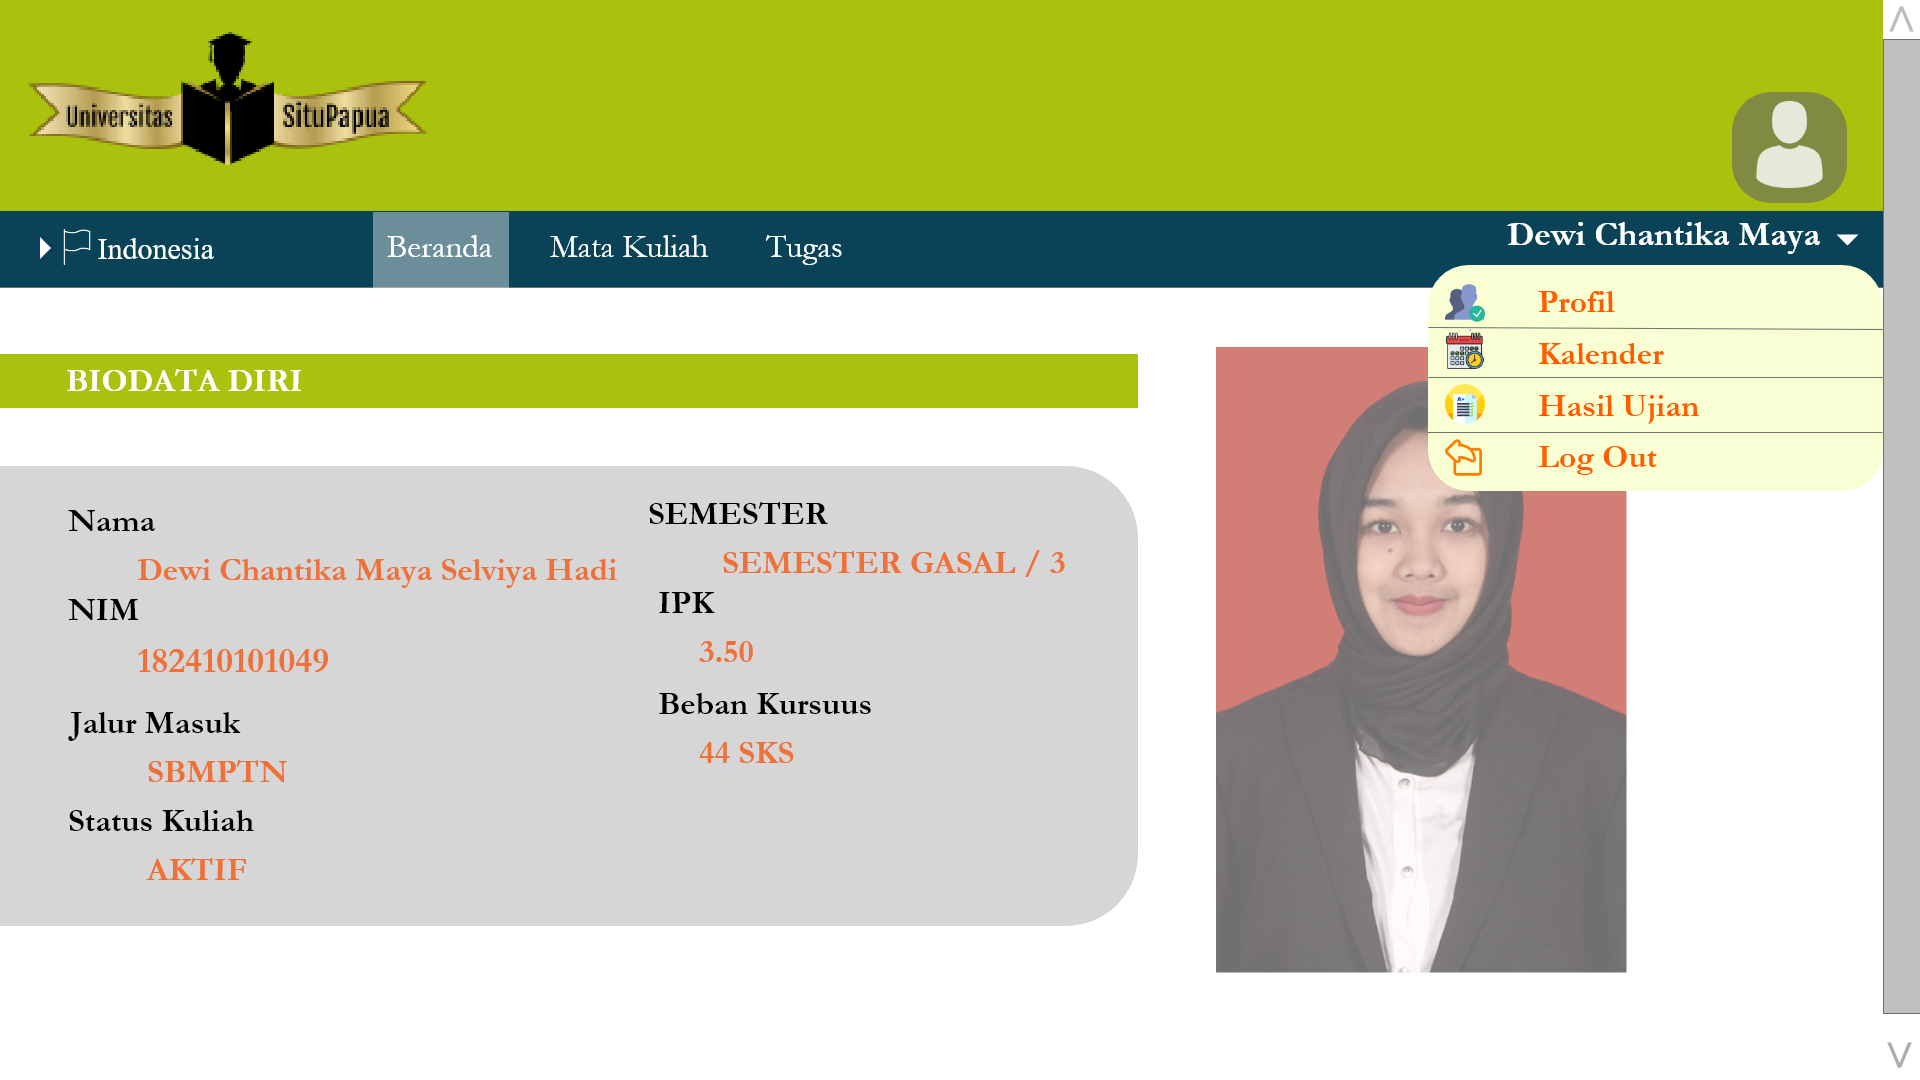 Universitas SituPapua
Indonesia
Beranda
Mata Kuliah
Tugas
Dewi Chantika Maya
Profil
Kalender
Hasil Ujian
Log Out
BIODATA DIRI
Nama
Dewi Chantika Maya Selviya Hadi
NIM
182410101049
Jalur Masuk
SBMPTN
Status Kuliah
AKTIF
SEMESTER
SEMESTER GASAL / 3
IPK
3.50
Beban Kursuus
44 SKS